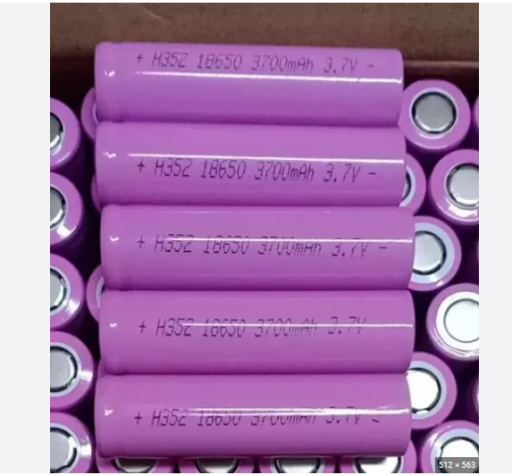 + H352 18650 3700mAh 3.7V -
+ H352 18650 3700mAh 3.7V -
+ H352 18650 3700mAh 3.7V -
+ H352 18650 3700mAh 3.7V
+ H352 18650 3700mAh 3.7V -
512 × 563